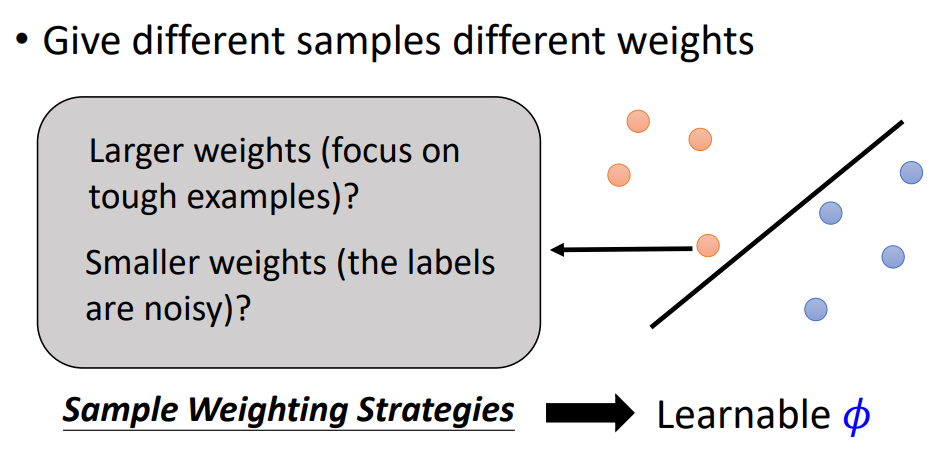 • Give different samples different weights
Larger weights (focus on
tough examples)?
Smaller weights (the labels
are noisy)?
Sample Weighting Strategies
Learnable ϕ